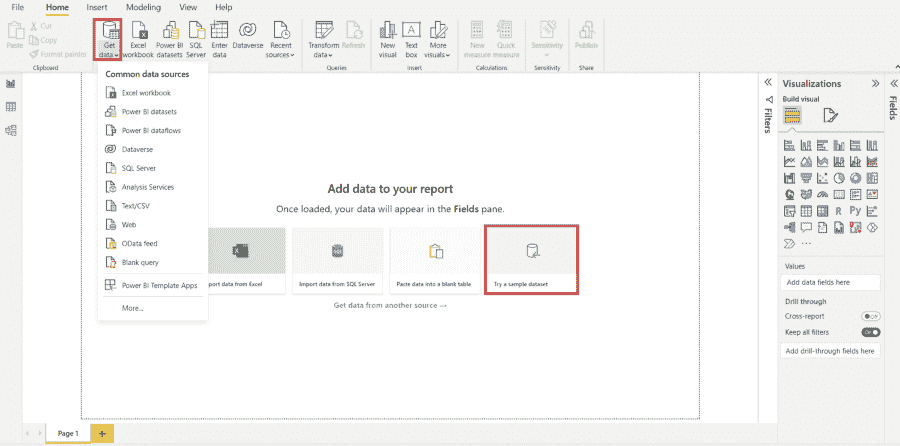 File Home Insert Modeling View Help
Paste
Cut
Copy
Format painter
Clipboard
Get data
Excel workbook
Power BI datasets
SQL Server
Enter data
Dataverse
Recent sources
Transform data
Refresh
Queries
New visual
Text box
More visuals
Insert
New measure
Quick measure
Calculations
Sensitivity
Sensitivity
Publish
Share
Common data sources
Excel workbook
Power BI datasets
Power BI dataflows
Dataverse
SQL Server
Analysis Services
Text/CSV
Web
OData feed
Blank query
Power BI Template Apps
More...
Add data to your report
Once loaded, your data will appear in the Fields pane.
port data from Excel
Import data from SQL Server
Paste data into a blank table
Try a sample dataset
Get data from another source →
Filters
Visualizations
Build visual
R
Py
...
Values
Add data fields here
Drill through
Cross-report
Off
Keep all filters
On
Add drill-through fields here
Fields
Page 1
+